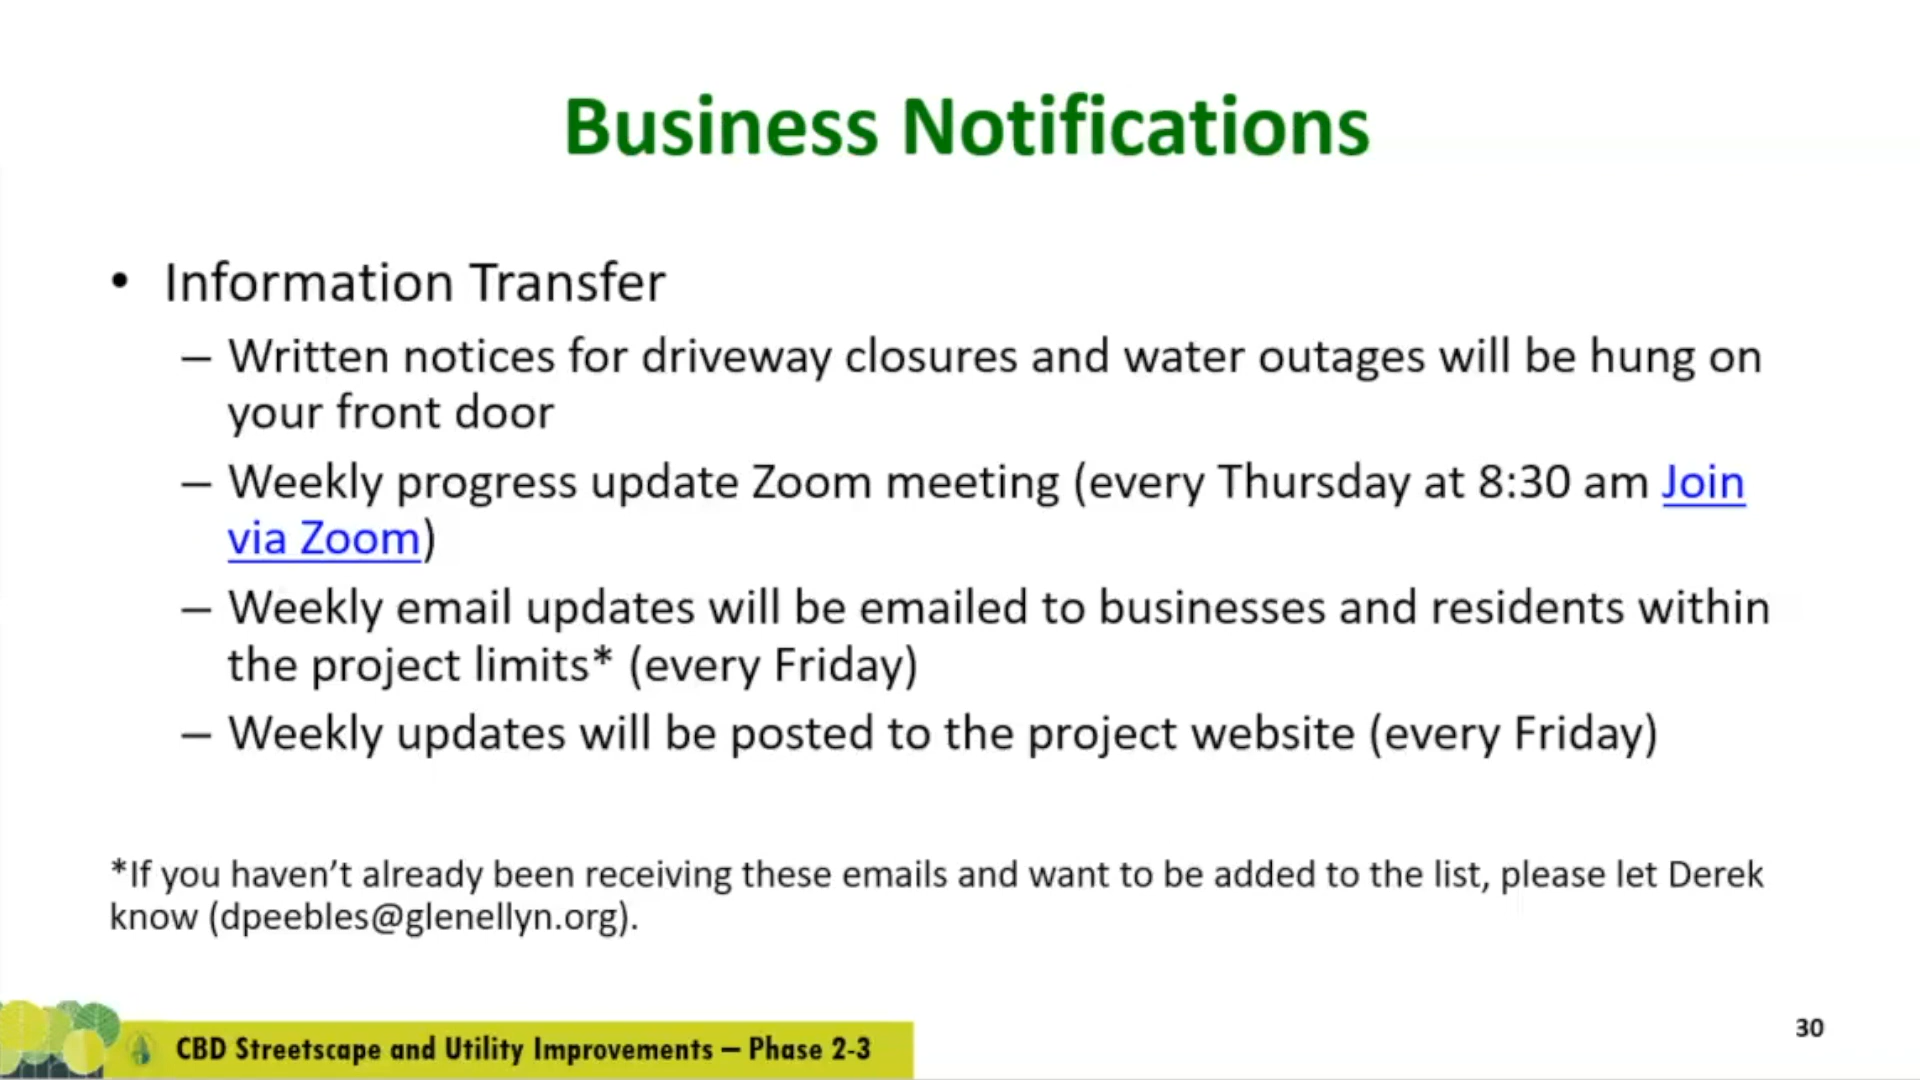 Business Notifications
• Information Transfer
– Written notices for driveway closures and water outages will be hung on
your front door
– Weekly progress update Zoom meeting (every Thursday at 8:30 am Join
via Zoom)
– Weekly email updates will be emailed to businesses and residents within
the project limits* (every Friday)
– Weekly updates will be posted to the project website (every Friday)
*If you haven’t already been receiving these emails and want to be added to the list, please let Derek
know (dpeebles@glenellyn.org).
CBD Streetscape and Utility Improvements – Phase 2-3
30